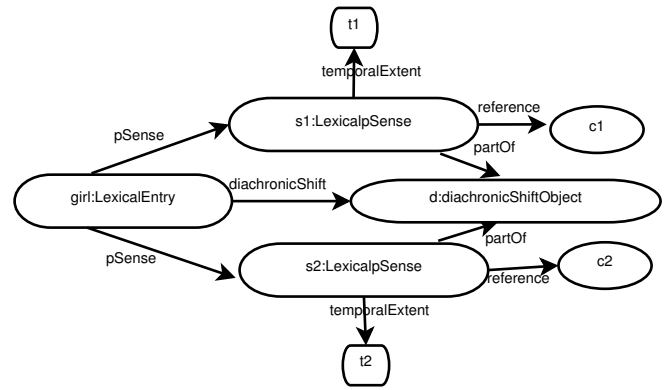 t1
temporalExtent
s1:LexicalpSense
reference
c1
pSense
partOf
diachronicShift
girl:LexicalEntry
d:diachronicShiftObject
partOf
pSense
s2:LexicalpSense
c2
reference
temporalExtent
t2